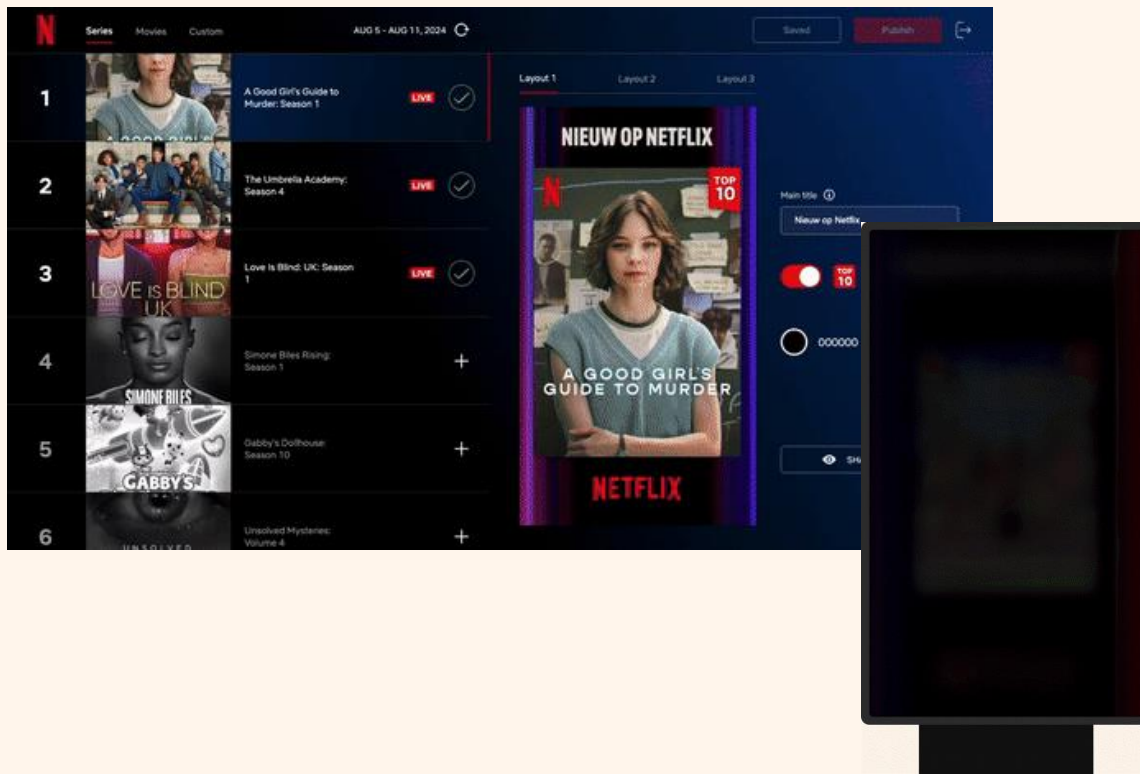 N
Series
Movies
Custom
AUG 5 - AUG 11, 2024
Saved
Publish
1
A Good Girl's Guide to
Murder: Season 1
LIVE
2
The Umbrella Academy:
Season 4
LIVE
3
LOVE IS BLIND
UK
Love Is Blind: UK: Season
1
LIVE
4
SIMONE BILES
Simone Biles Rising:
Season 1
5
GABBY'S
Gabby's Dollhouse:
Season 10
6
UNSOLVED
Unsolved Mysteries:
Volume 4
Layout 1
Layout 2
Layout 3
NIEUW OP NETFLIX
N
TOP
10
A GOOD GIRL'S
GUIDE TO MURDER
NETFLIX
Main title
Nieuw op Netflix
TOP
10
000000